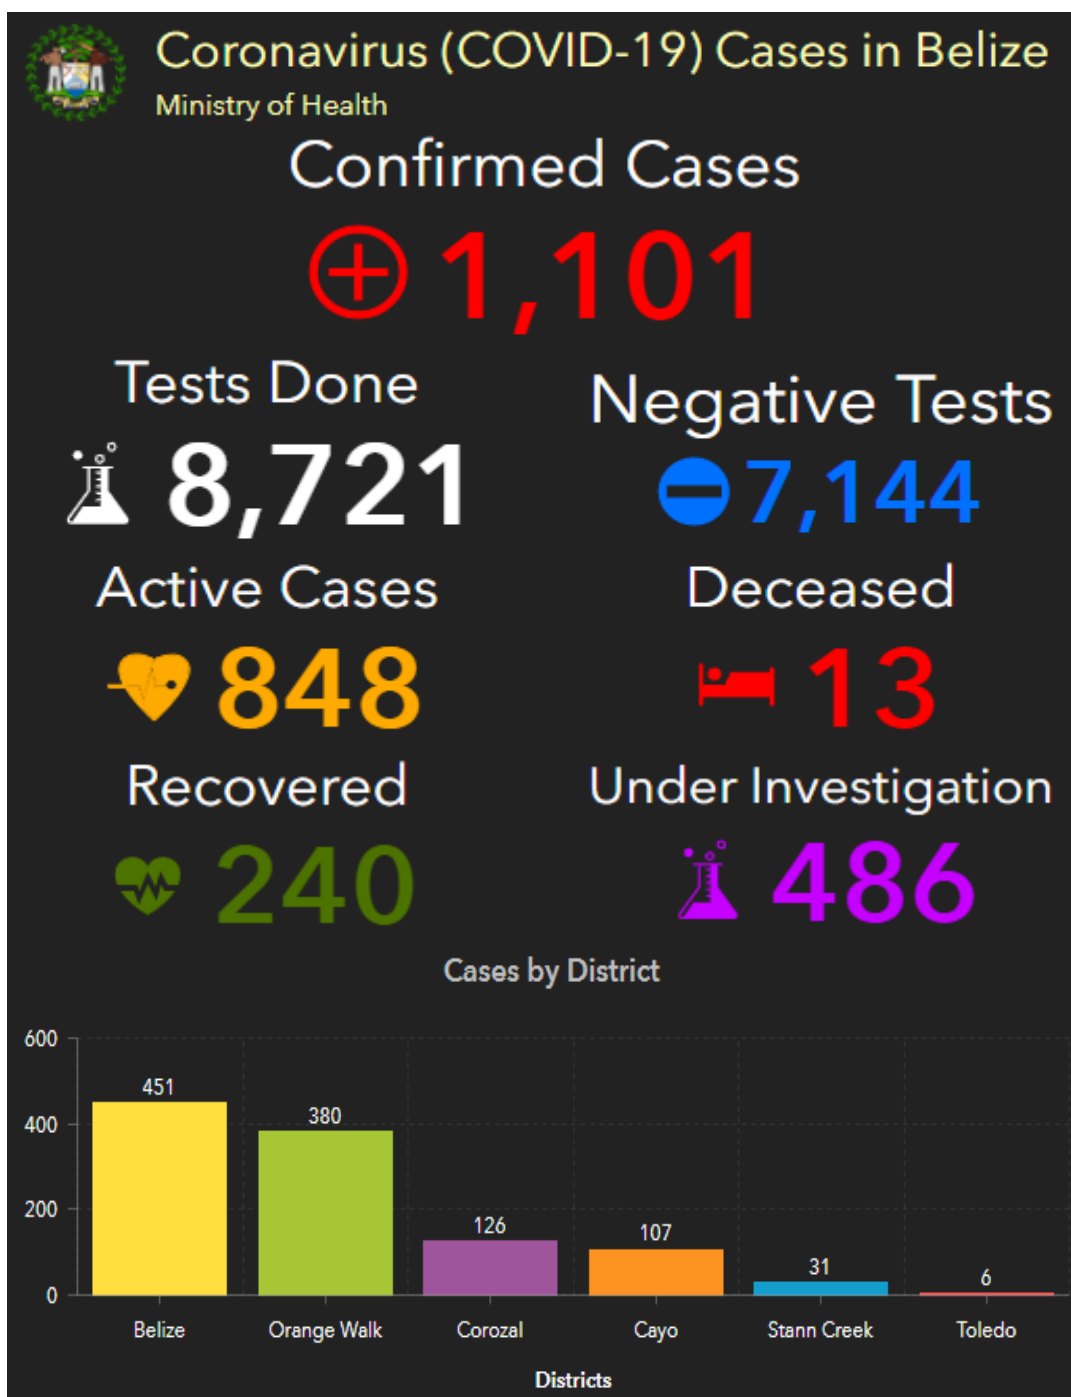 Coronavirus (COVID-19) Cases in Belize
Ministry of Health
Confirmed Cases
1,101
Tests Done
8,721
Negative Tests
7,144
Active Cases
848
Deceased
13
Recovered
240
Under Investigation
486
Cases by District
600
400
200
0
451
380
126
107
31
6
Belize Orange Walk Corozal Cayo Stann Creek Toledo
Districts